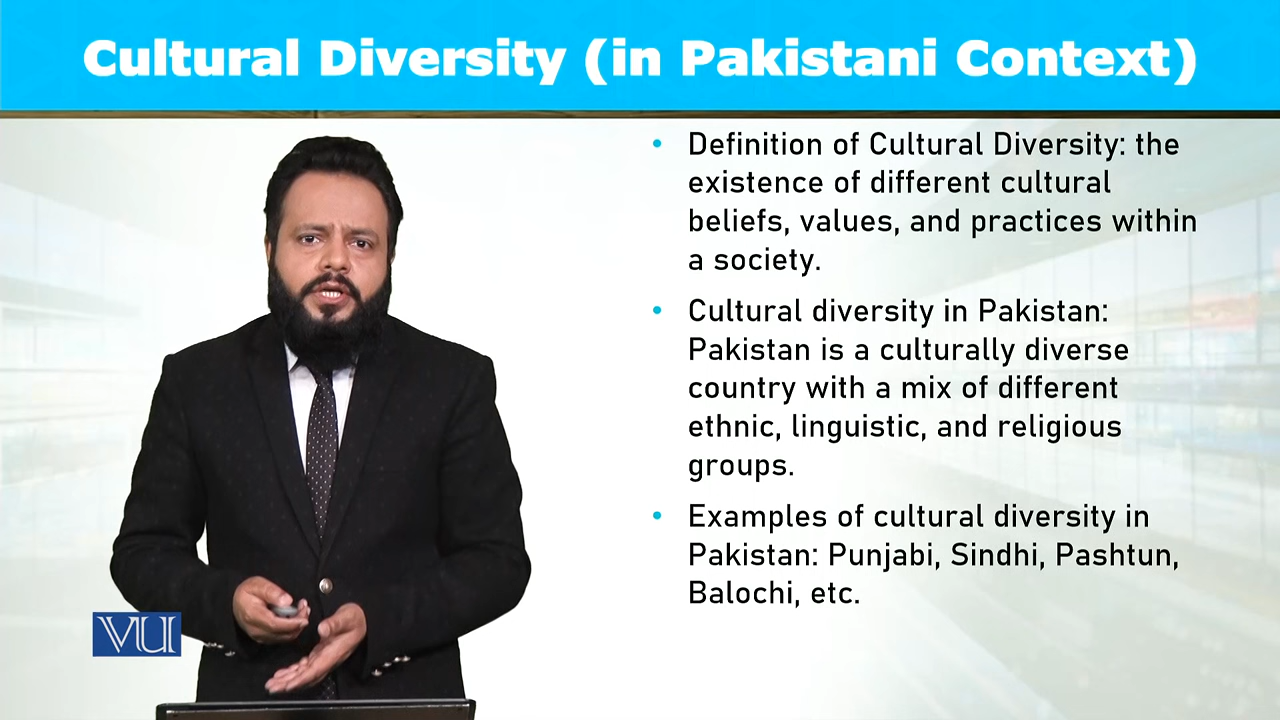 Cultural Diversity (in Pakistani Context)
• Definition of Cultural Diversity: the
existence of different cultural
beliefs, values, and practices within
a society.
• Cultural diversity in Pakistan:
Pakistan is a culturally diverse
country with a mix of different
ethnic, linguistic, and religious
groups.
• Examples of cultural diversity in
Pakistan: Punjabi, Sindhi, Pashtun,
Balochi, etc.
VU